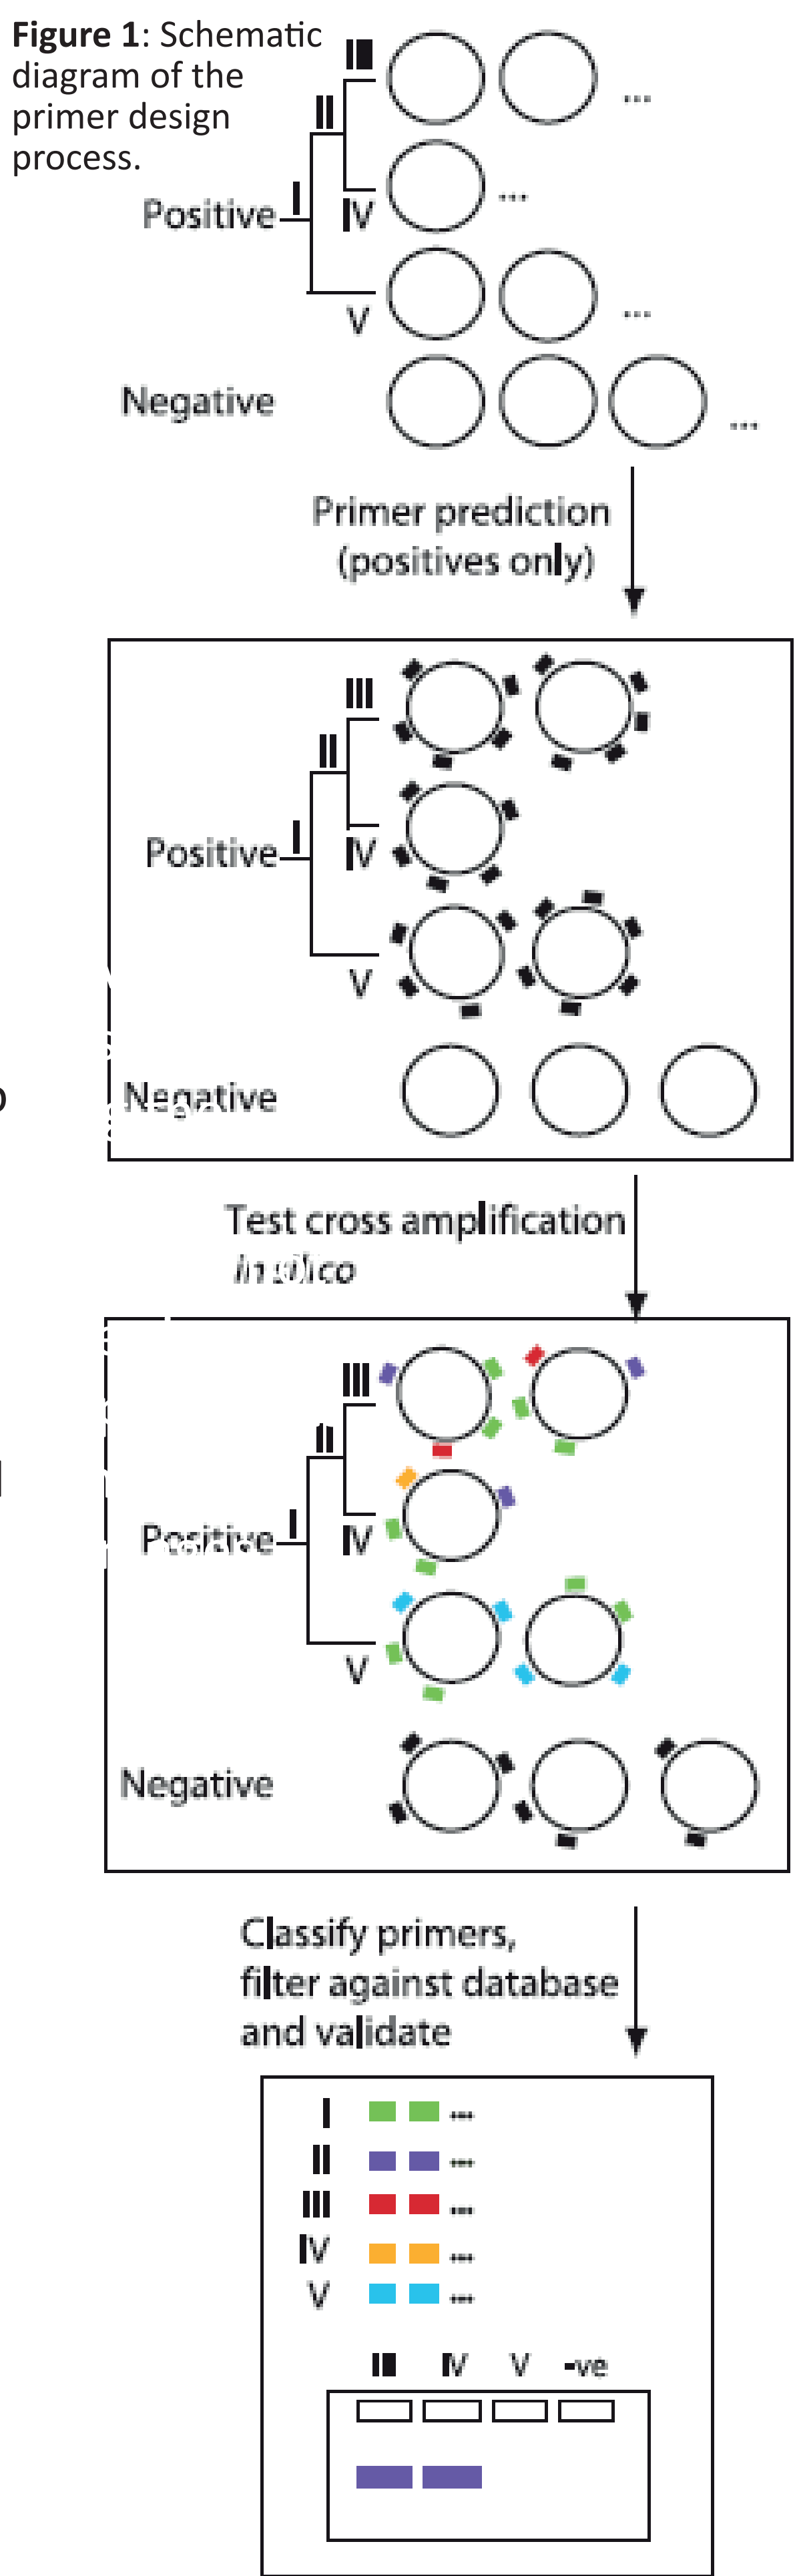 Figure 1: Schematic
diagram of the
primer design
process.
III
...
II
Positive
I
IV
...
V
...
Negative
...
Primer prediction
(positives only)
III
II
Positive
I
IV
V
Negative
Test cross amplification
in silico
III
II
Positive
I
IV
V
Negative
Classify primers,
filter against database
and validate
I ...
II ...
III ...
IV ...
V ...
III IV V -ve